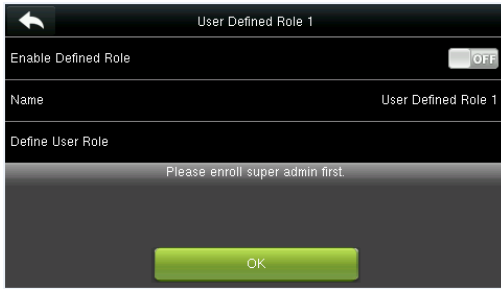 User Defined Role 1
Enable Defined Role OFF
Name User Defined Role 1
Define User Role
Please enroll super admin first.
OK